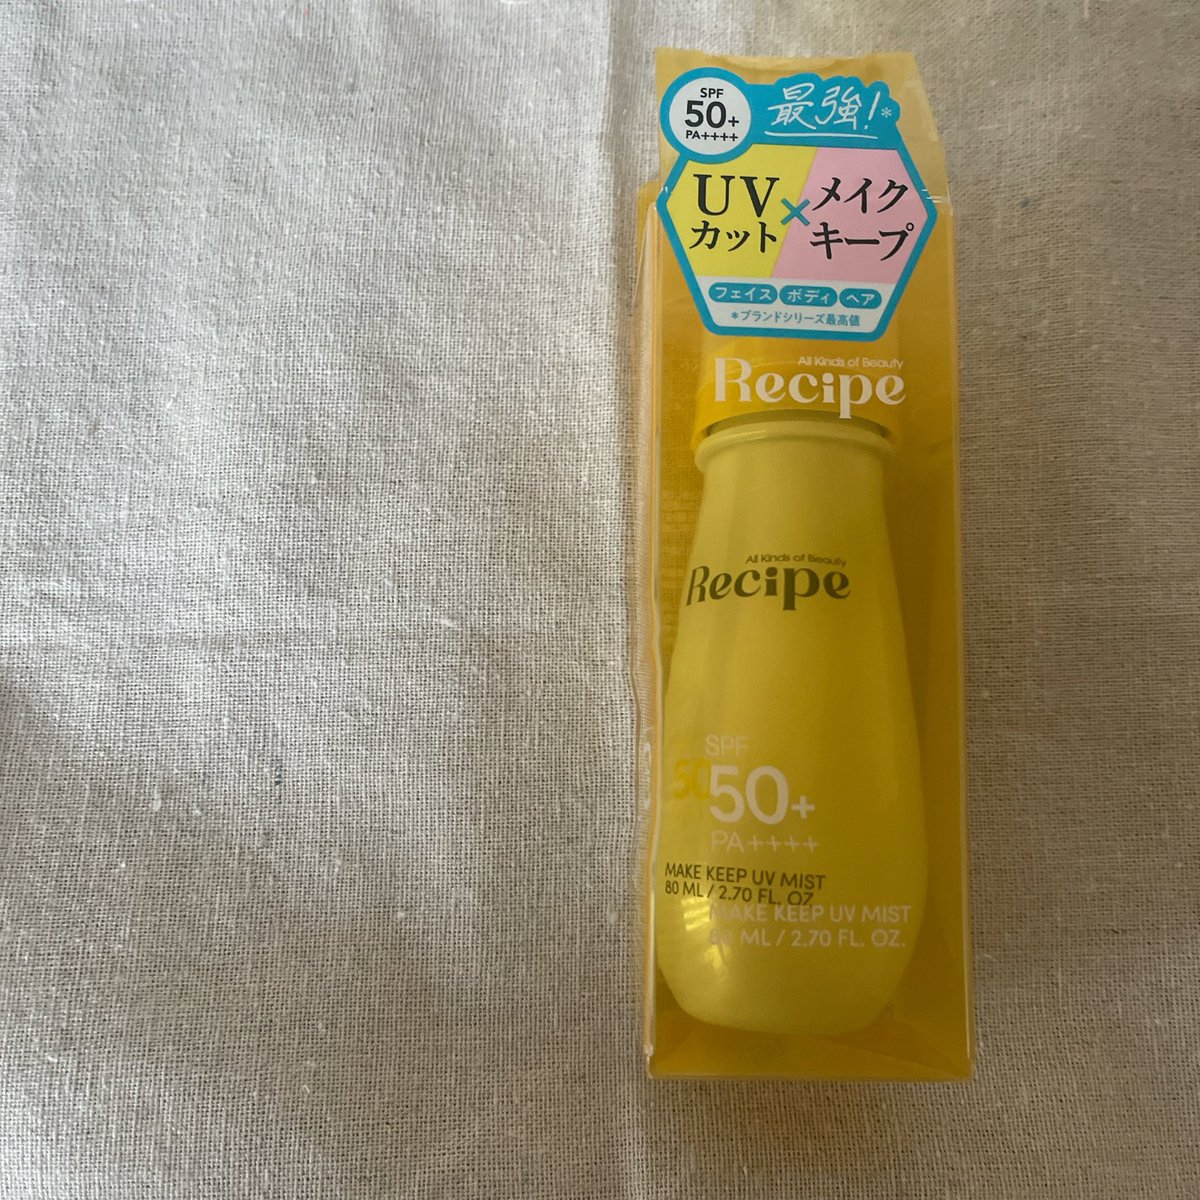 SPF
50+
PA++++
最強!*
UV
カット
×
メイク
キープ
フェイス ボディ ヘア
*ブランドシリーズ最高値
All Kinds of Beauty
Recipe
All Kinds of Beauty
Recipe
SPF
50
50+
PA++++
MAKE KEEP UV MIST
80 ML / 2.70 FL. OZ
MAKE KEEP UV MIST
80 ML / 2.70 FL. OZ.